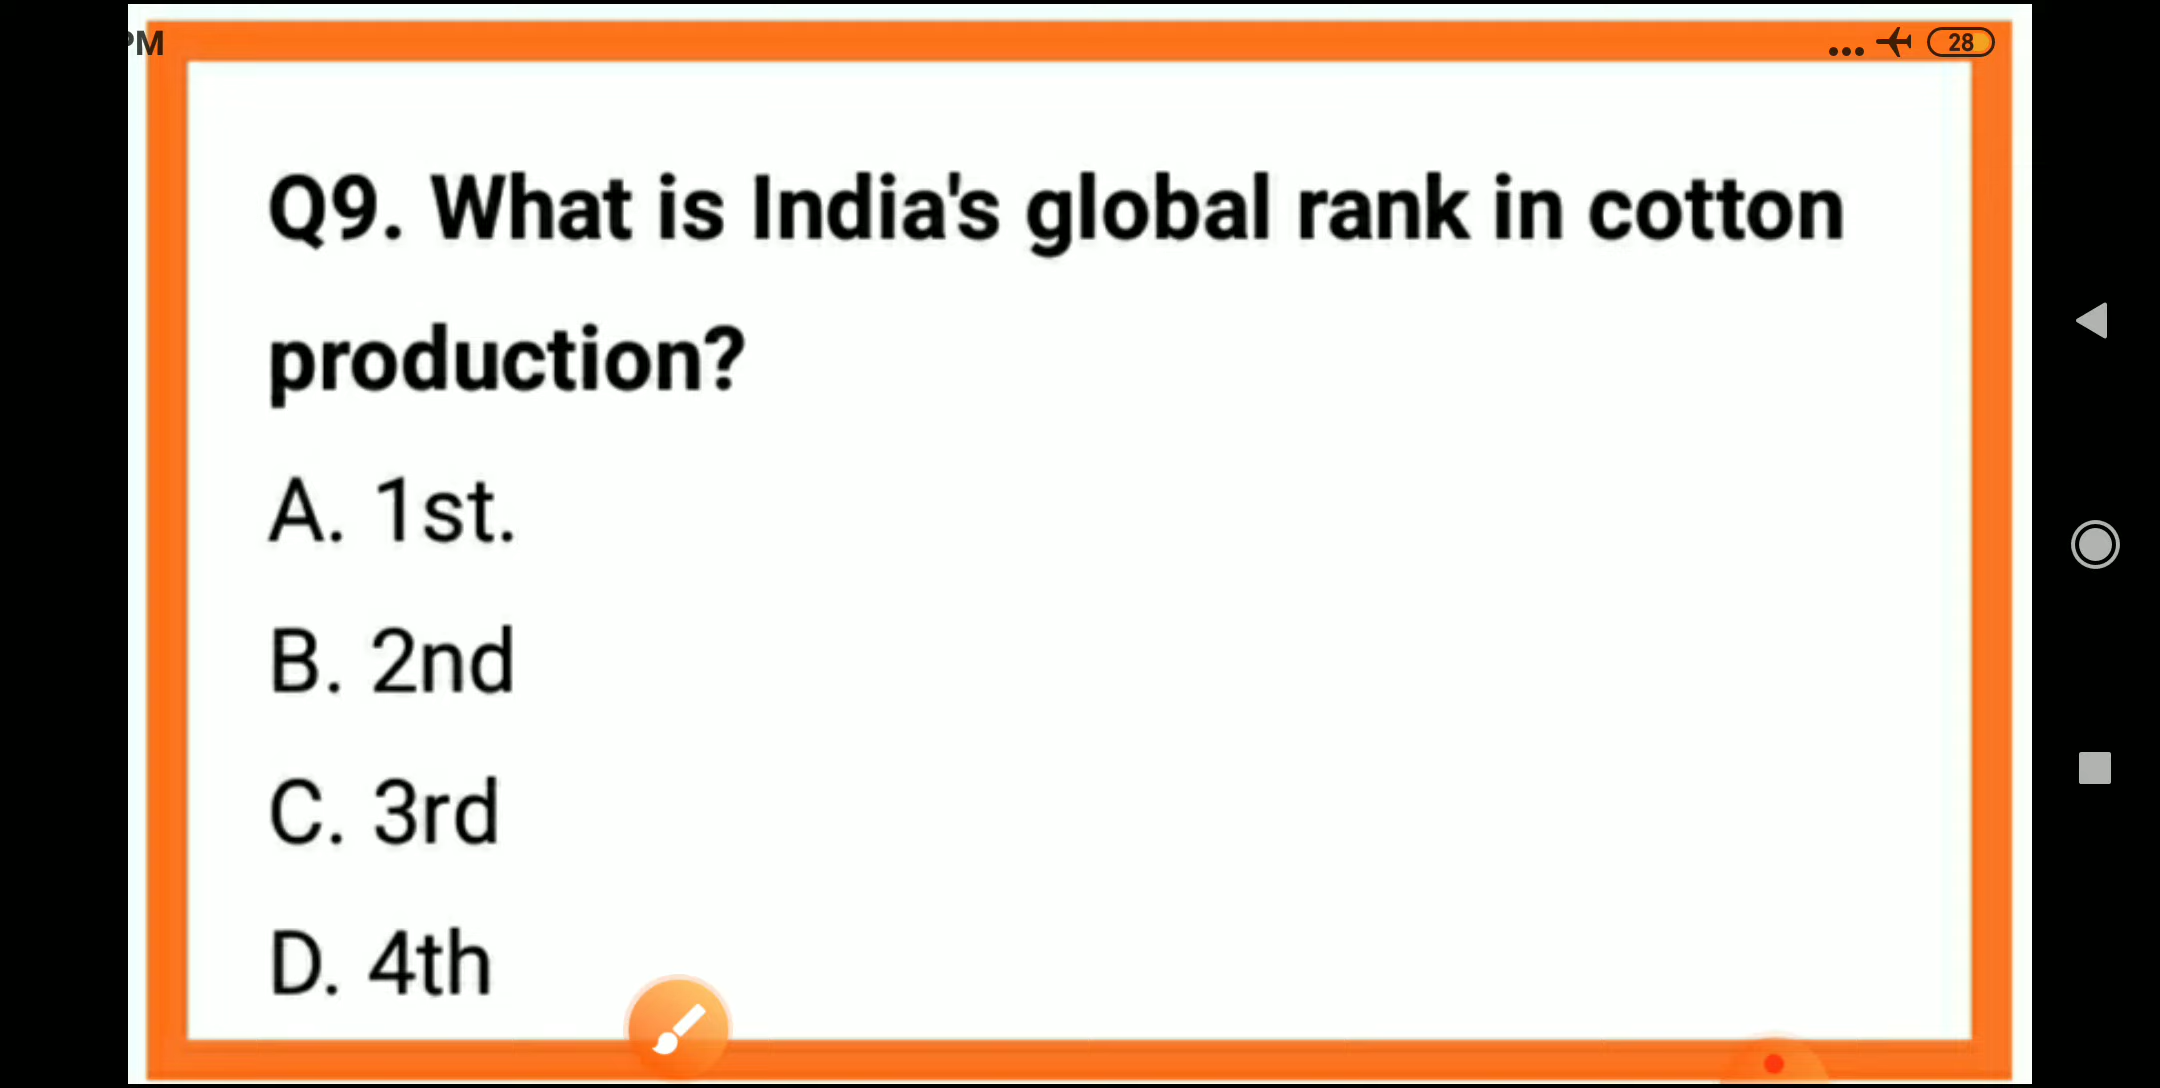 PM
28
Q9. What is India's global rank in cotton
production?
A. 1st.
B. 2nd
C. 3rd
D. 4th